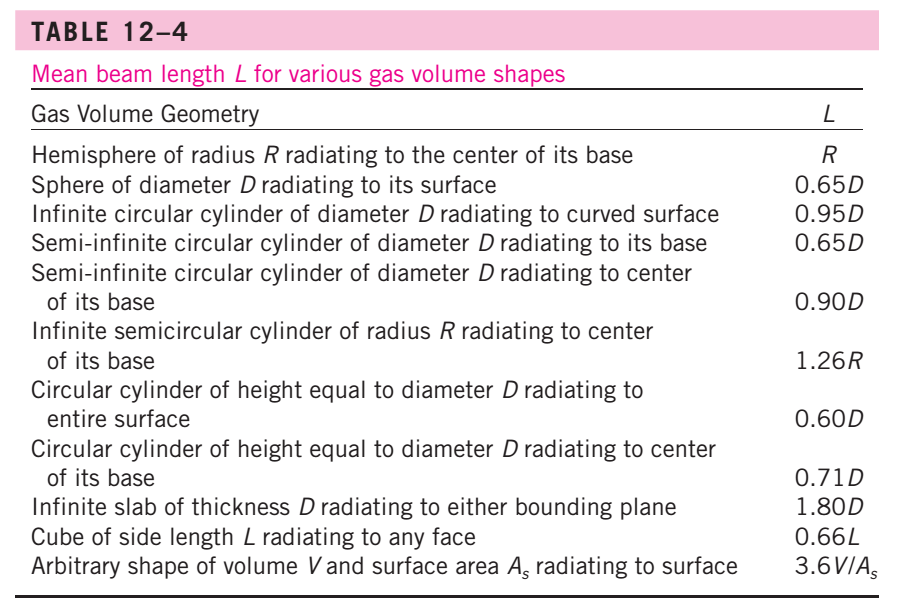 TABLE 12–4
Mean beam length L for various gas volume shapes
Gas Volume Geometry L
Hemisphere of radius R radiating to the center of its base R
Sphere of diameter D radiating to its surface 0.65D
Infinite circular cylinder of diameter D radiating to curved surface 0.95D
Semi-infinite circular cylinder of diameter D radiating to its base 0.65D
Semi-infinite circular cylinder of diameter D radiating to center
of its base 0.90D
Infinite semicircular cylinder of radius R radiating to center
of its base 1.26R
Circular cylinder of height equal to diameter D radiating to
entire surface 0.60D
Circular cylinder of height equal to diameter D radiating to center
of its base 0.71D
Infinite slab of thickness D radiating to either bounding plane 1.80D
Cube of side length L radiating to any face 0.66L
Arbitrary shape of volume V and surface area Aₛ radiating to surface 3.6V/Aₛ